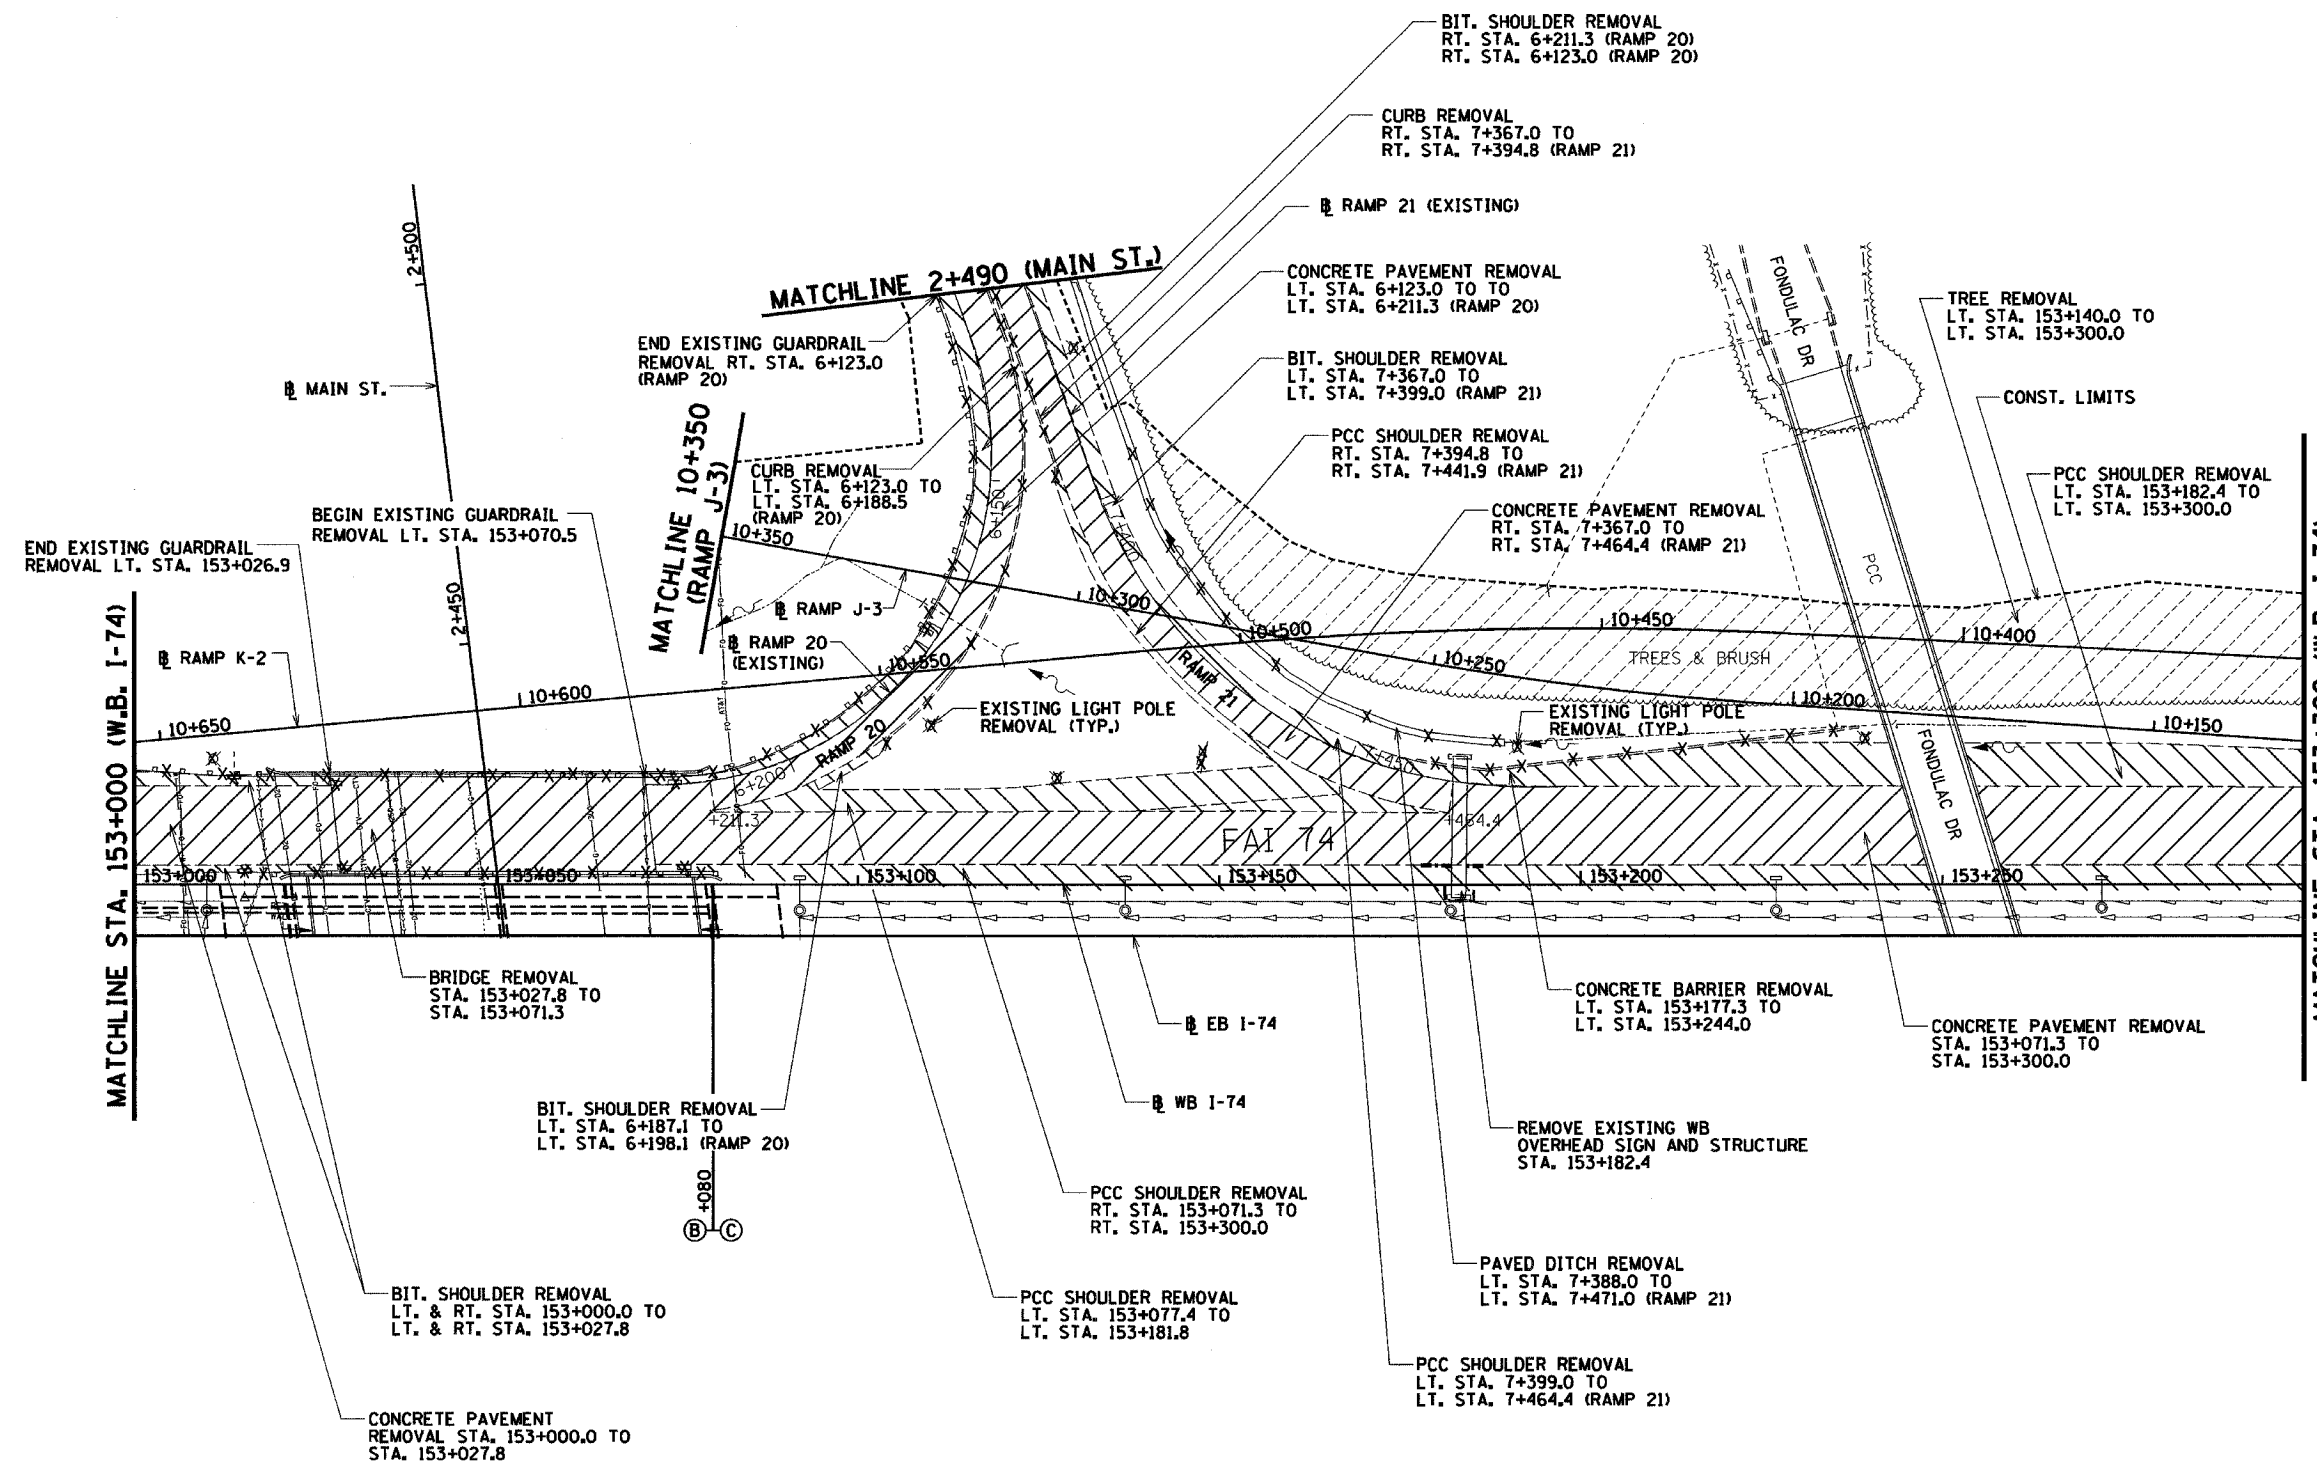 BIT. SHOULDER REMOVAL
RT. STA. 6+211.3 (RAMP 20)
RT. STA. 6+123.0 (RAMP 20)
CURB REMOVAL
RT. STA. 7+367.0 TO
RT. STA. 7+394.8 (RAMP 21)
℄ RAMP 21 (EXISTING)
2+500
MATCHLINE 2+490 (MAIN ST.)
CONCRETE PAVEMENT REMOVAL
LT. STA. 6+123.0 TO TO
LT. STA. 6+211.3 (RAMP 20)
FONDULAC DR
TREE REMOVAL
LT. STA. 153+140.0 TO
LT. STA. 153+300.0
END EXISTING GUARDRAIL
REMOVAL RT. STA. 6+123.0
(RAMP 20)
BIT. SHOULDER REMOVAL
LT. STA. 7+367.0 TO
LT. STA. 7+399.0 (RAMP 21)
℄ MAIN ST.
CONST. LIMITS
MATCHLINE 10+350
(RAMP J-3)
PCC SHOULDER REMOVAL
RT. STA. 7+394.8 TO
RT. STA. 7+441.9 (RAMP 21)
CURB REMOVAL
LT. STA. 6+123.0 TO
LT. STA. 6+188.5
(RAMP 20)
PCC SHOULDER REMOVAL
LT. STA. 153+182.4 TO
LT. STA. 153+300.0
BEGIN EXISTING GUARDRAIL
REMOVAL LT. STA. 153+070.5
CONCRETE PAVEMENT REMOVAL
RT. STA. 7+367.0 TO
RT. STA. 7+464.4 (RAMP 21)
6+150
10+350
END EXISTING GUARDRAIL
REMOVAL LT. STA. 153+026.9
PCC
2+450
10+300
℄ RAMP J-3
℄ RAMP 20
(EXISTING)
10+500
10+450
10+400
℄ RAMP K-2
10+550
10+250
TREES & BRUSH
RAMP 21
10+600
10+200
10+650
EXISTING LIGHT POLE
REMOVAL (TYP.)
EXISTING LIGHT POLE
REMOVAL (TYP.)
10+150
RAMP 20
FONDULAC DR
6+200
+211.3
+464.4
FAI 74
MATCHLINE STA. 153+000 (W.B. I-74)
153+000
153+050
153+100
153+150
153+200
153+250
BRIDGE REMOVAL
STA. 153+027.8 TO
STA. 153+071.3
CONCRETE BARRIER REMOVAL
LT. STA. 153+177.3 TO
LT. STA. 153+244.0
℄ EB I-74
CONCRETE PAVEMENT REMOVAL
STA. 153+071.3 TO
STA. 153+300.0
℄ WB I-74
BIT. SHOULDER REMOVAL
LT. STA. 6+187.1 TO
LT. STA. 6+198.1 (RAMP 20)
REMOVE EXISTING WB
OVERHEAD SIGN AND STRUCTURE
STA. 153+182.4
+080
B C
PCC SHOULDER REMOVAL
RT. STA. 153+071.3 TO
RT. STA. 153+300.0
PAVED DITCH REMOVAL
LT. STA. 7+388.0 TO
LT. STA. 7+471.0 (RAMP 21)
BIT. SHOULDER REMOVAL
LT. & RT. STA. 153+000.0 TO
LT. & RT. STA. 153+027.8
PCC SHOULDER REMOVAL
LT. STA. 153+077.4 TO
LT. STA. 153+181.8
PCC SHOULDER REMOVAL
LT. STA. 7+399.0 TO
LT. STA. 7+464.4 (RAMP 21)
CONCRETE PAVEMENT
REMOVAL STA. 153+000.0 TO
STA. 153+027.8